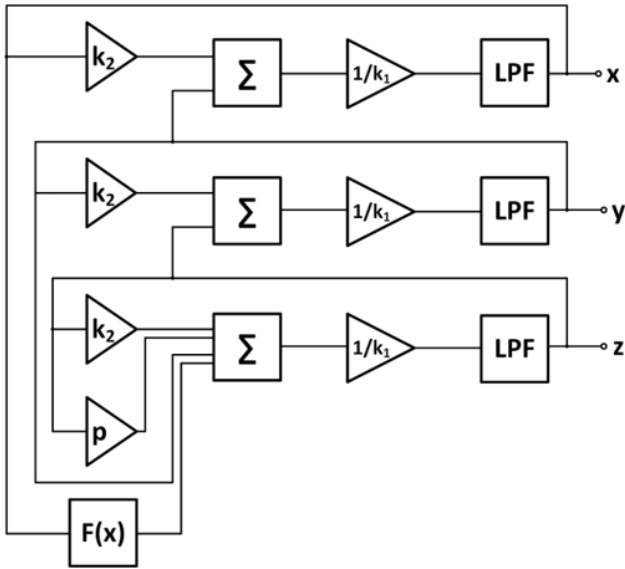 k₂ Σ 1/k₁ LPF x
k₂ Σ 1/k₁ LPF y
k₂ Σ 1/k₁ LPF z
p
F(x)